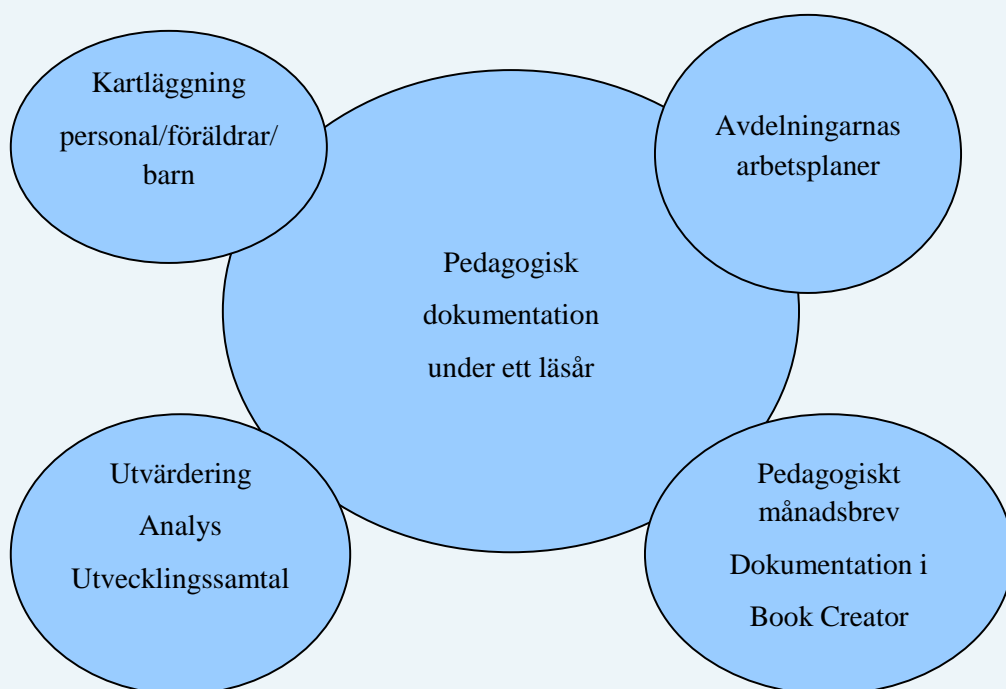 Kartläggning
personal/föräldrar/
barn
Avdelningarnas
arbetsplaner
Pedagogisk
dokumentation
under ett läsår
Utvärdering
Analys
Utvecklingssamtal
Pedagogiskt
månadsbrev
Dokumentation i
Book Creator